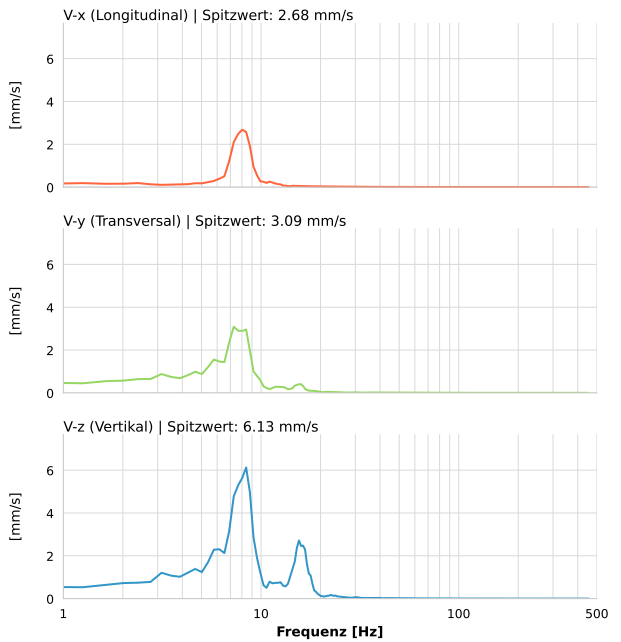 V-x (Longitudinal) | Spitzwert: 2.68 mm/s
[mm/s]
6
4
2
0
V-y (Transversal) | Spitzwert: 3.09 mm/s
[mm/s]
6
4
2
0
V-z (Vertikal) | Spitzwert: 6.13 mm/s
[mm/s]
6
4
2
0
1 10 100 500
Frequenz [Hz]